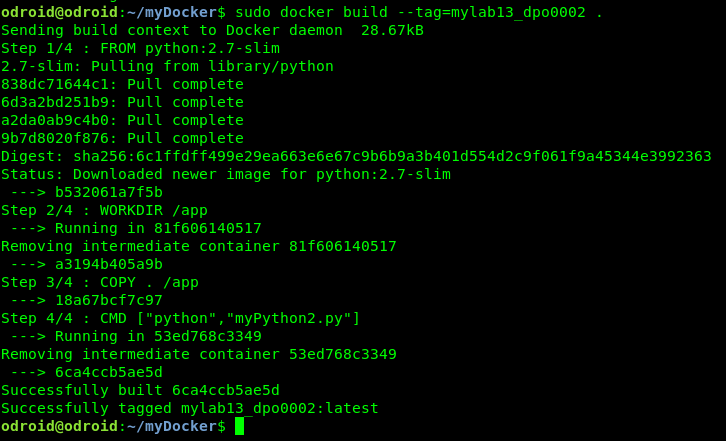 odroid@odroid:~/myDocker$ sudo docker build --tag=mylab13_dpo0002 .
Sending build context to Docker daemon  28.67kB
Step 1/4 : FROM python:2.7-slim
2.7-slim: Pulling from library/python
838dc71644c1: Pull complete
6d3a2bd251b9: Pull complete
a2da0ab9c4b0: Pull complete
9b7d8020f876: Pull complete
Digest: sha256:6c1ffdff499e29ea663e6e67c9b6b9a3b401d554d2c9f061f9a45344e3992363
Status: Downloaded newer image for python:2.7-slim
 ---> b532061a7f5b
Step 2/4 : WORKDIR /app
 ---> Running in 81f606140517
Removing intermediate container 81f606140517
 ---> a3194b405a9b
Step 3/4 : COPY . /app
 ---> 18a67bcf7c97
Step 4/4 : CMD ["python","myPython2.py"]
 ---> Running in 53ed768c3349
Removing intermediate container 53ed768c3349
 ---> 6ca4ccb5ae5d
Successfully built 6ca4ccb5ae5d
Successfully tagged mylab13_dpo0002:latest
odroid@odroid:~/myDocker$